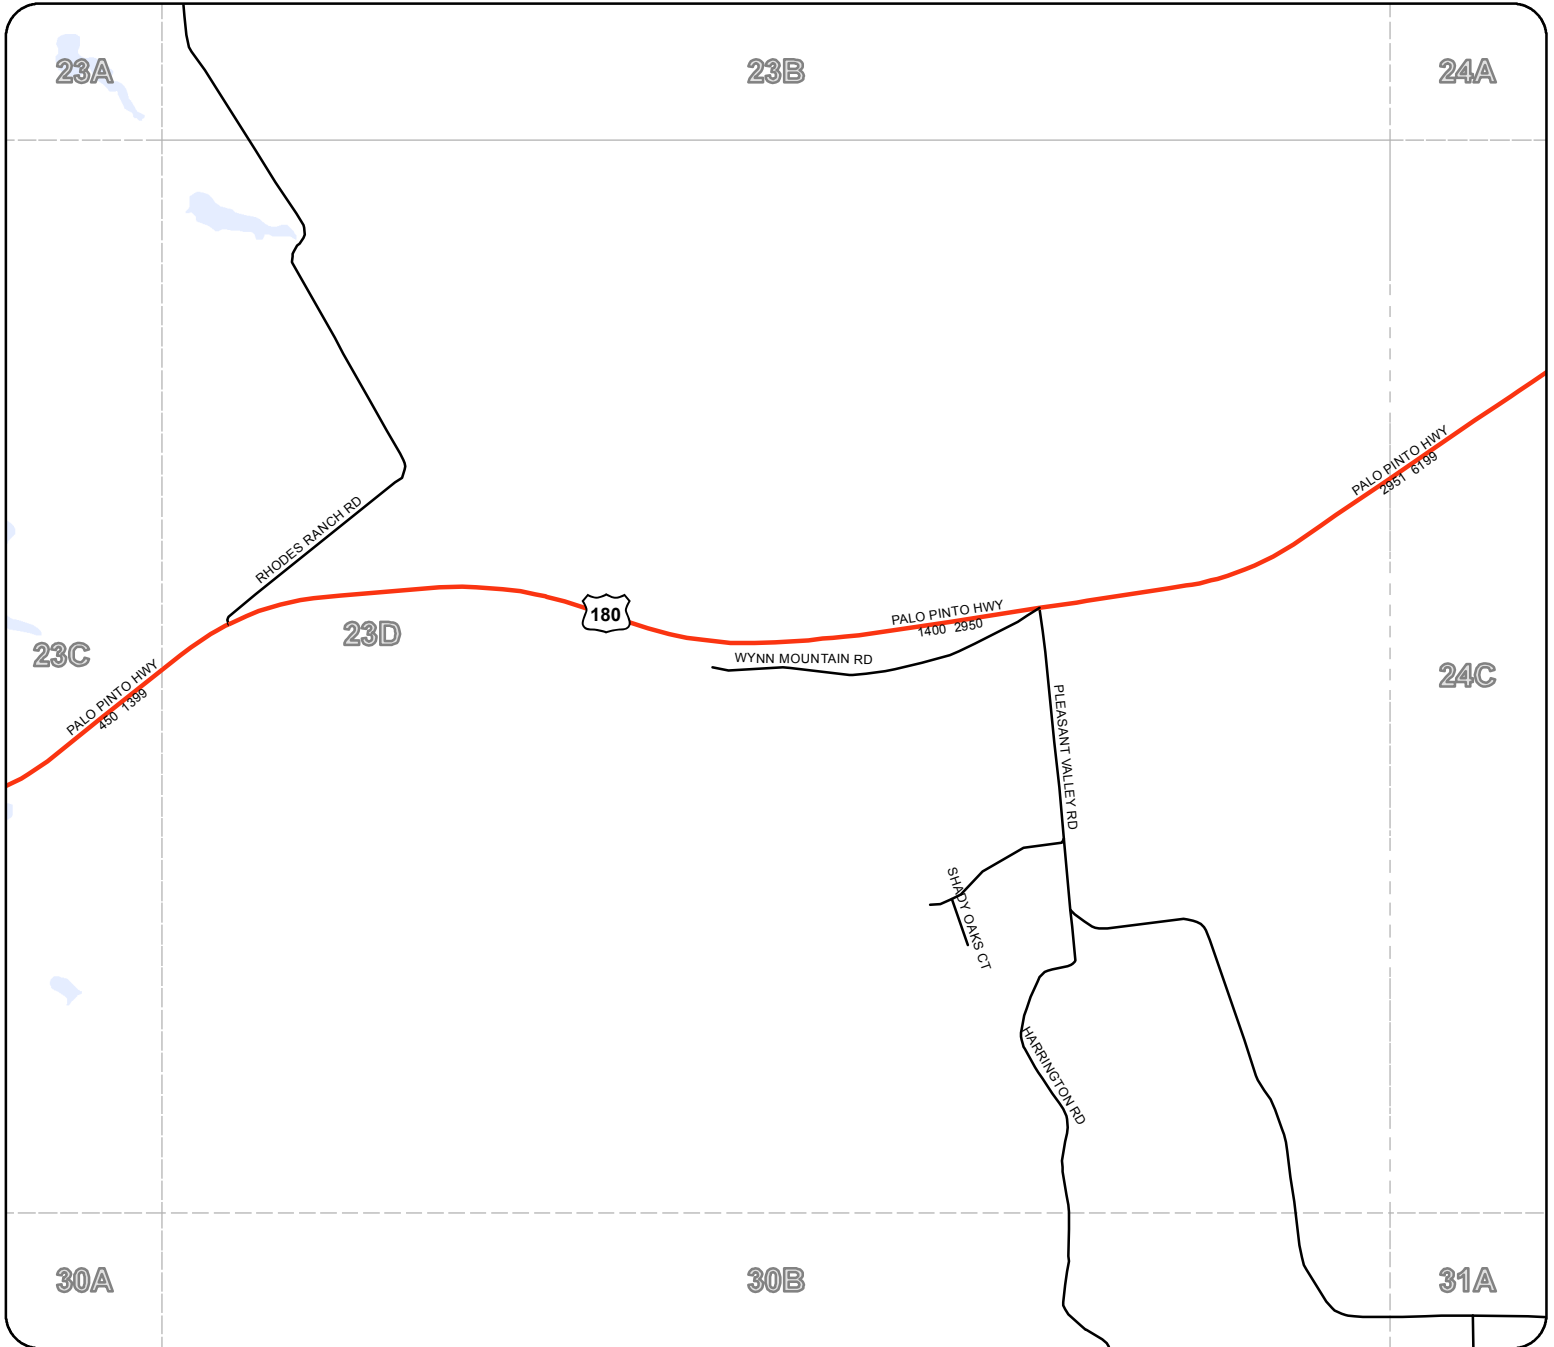 23A
23B
24A
PALO PINTO HWY
2951 6199
RHODES RANCH RD
180
PALO PINTO HWY
1400 2950
23D
23C
WYNN MOUNTAIN RD
24C
PALO PINTO HWY
450 1399
PLEASANT VALLEY RD
SHADY OAKS CT
HARRINGTON RD
30A
30B
31A